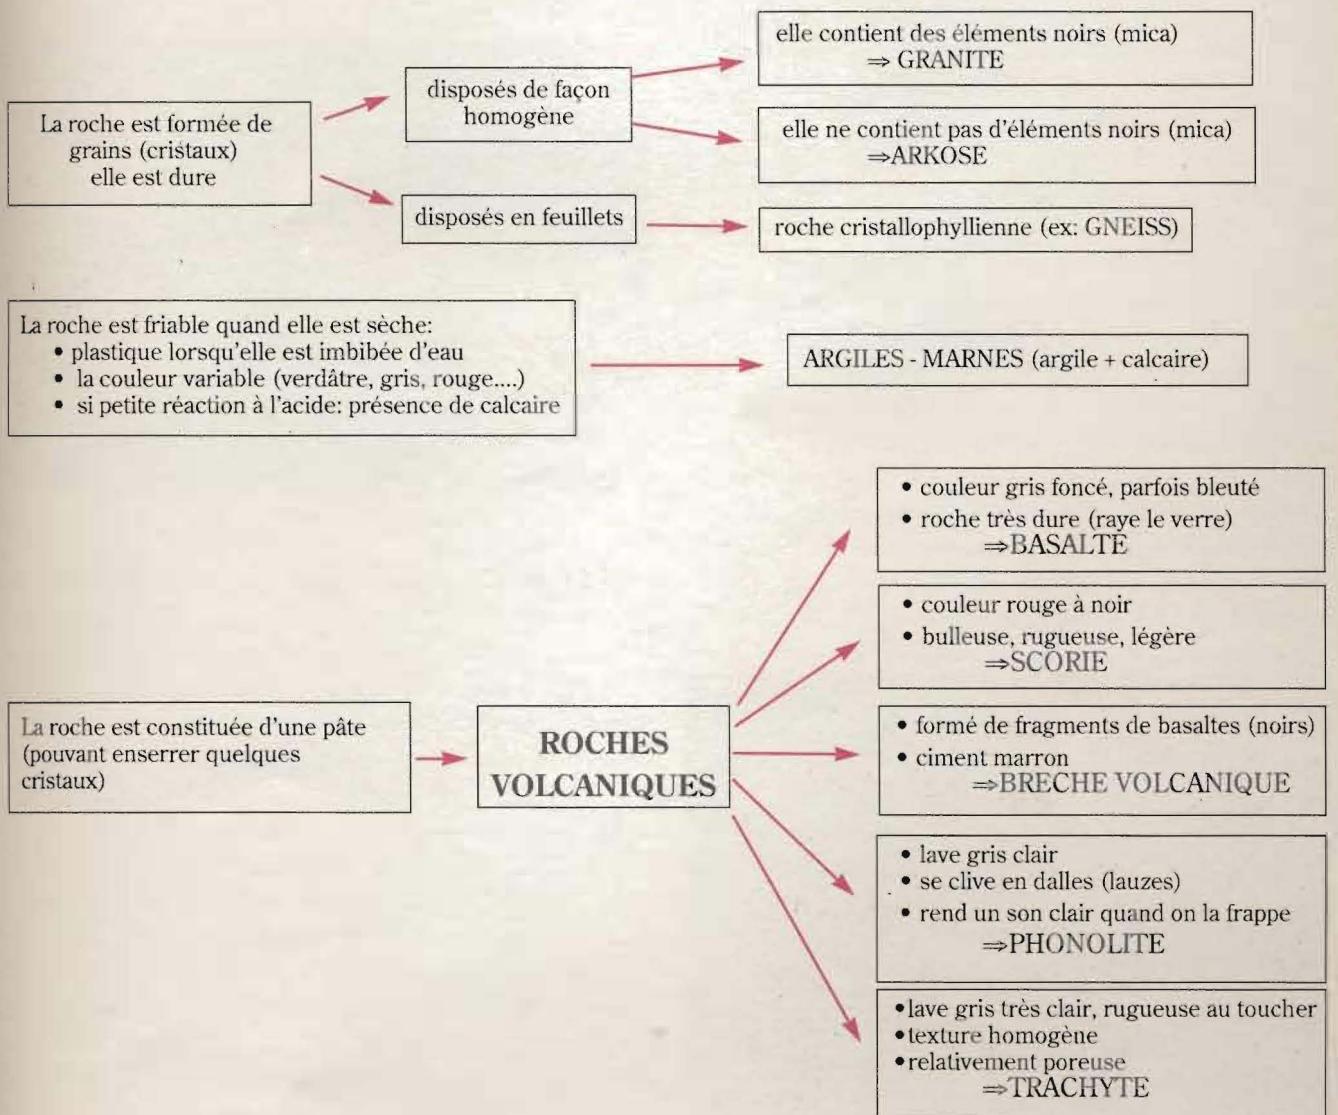 La roche est formée de
grains (cristaux)
elle est dure
disposés de façon
homogène
elle contient des éléments noirs (mica)
⇒ GRANITE
elle ne contient pas d'éléments noirs (mica)
⇒ARKOSE
disposés en feuillets
roche cristallophyllienne (ex: GNEISS)
La roche est friable quand elle est sèche:
• plastique lorsqu'elle est imbibée d'eau
• la couleur variable (verdâtre, gris, rouge....)
• si petite réaction à l'acide: présence de calcaire
ARGILES - MARNES (argile + calcaire)
La roche est constituée d'une pâte
(pouvant enserrer quelques
cristaux)
ROCHES
VOLCANIQUES
• couleur gris foncé, parfois bleuté
• roche très dure (raye le verre)
⇒BASALTE
• couleur rouge à noir
• bulleuse, rugueuse, légère
⇒SCORIE
• formé de fragments de basaltes (noirs)
• ciment marron
⇒BRECHE VOLCANIQUE
• lave gris clair
• se clive en dalles (lauzes)
• rend un son clair quand on la frappe
⇒PHONOLITE
•lave gris très clair, rugueuse au toucher
•texture homogène
•relativement poreuse
⇒TRACHYTE